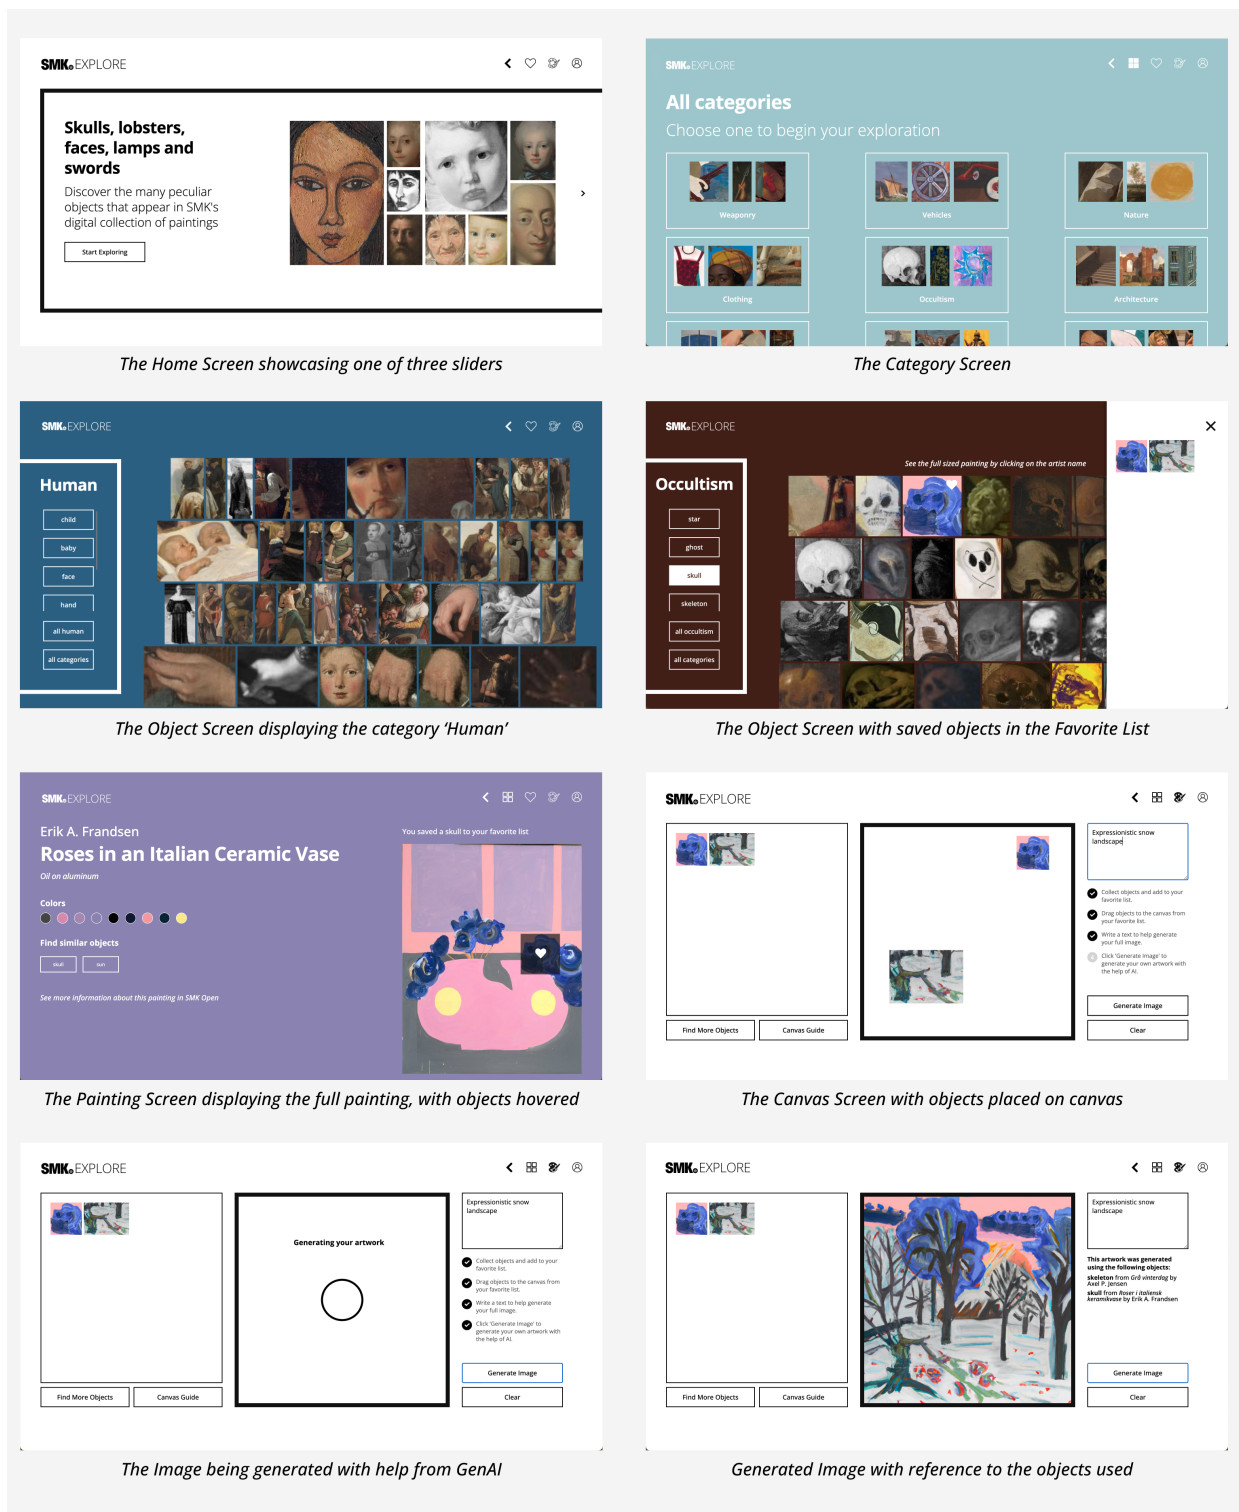 SMK EXPLORE
Skulls, lobsters,
faces, lamps and
swords
Discover the many peculiar
objects that appear in SMK's
digital collection of paintings
Start Exploring
The Home Screen showcasing one of three sliders
SMK EXPLORE
All categories
Choose one to begin your exploration
Weaponry
Vehicles
Nature
Clothing
Occultism
Architecture
The Category Screen
SMK EXPLORE
Human
child
baby
face
hand
all human
all categories
The Object Screen displaying the category ‘Human’
SMK EXPLORE
See the full sized painting by clicking on the artist name
Occultism
star
ghost
skull
skeleton
all occultism
all categories
The Object Screen with saved objects in the Favorite List
SMK EXPLORE
Erik A. Frandsen
Roses in an Italian Ceramic Vase
Oil on aluminum
Colors
Find similar objects
skull
sun
See more information about this painting in SMK Open
You saved a skull to your favorite list
The Painting Screen displaying the full painting, with objects hovered
SMK EXPLORE
Find More Objects
Canvas Guide
Expressionistic snow
landscape
Collect objects and add to your
favorite list.
Drag objects to the canvas from
your favorite list.
Write a text to help generate
your full image.
Click 'Generate Image' to
generate your own artwork with
the help of AI.
Generate Image
Clear
The Canvas Screen with objects placed on canvas
SMK EXPLORE
Find More Objects
Canvas Guide
Generating your artwork
Expressionistic snow
landscape
Collect objects and add to your
favorite list.
Drag objects to the canvas from
your favorite list.
Write a text to help generate
your full image.
Click 'Generate Image' to
generate your own artwork with
the help of AI.
Generate Image
Clear
The Image being generated with help from GenAI
SMK EXPLORE
Find More Objects
Canvas Guide
Expressionistic snow
landscape
This artwork was generated
using the following objects:
skeleton from Grå vinterdag by
Axel P. Jensen
skull from Roser i italiensk
keramikvase by Erik A. Frandsen
Generate Image
Clear
Generated Image with reference to the objects used